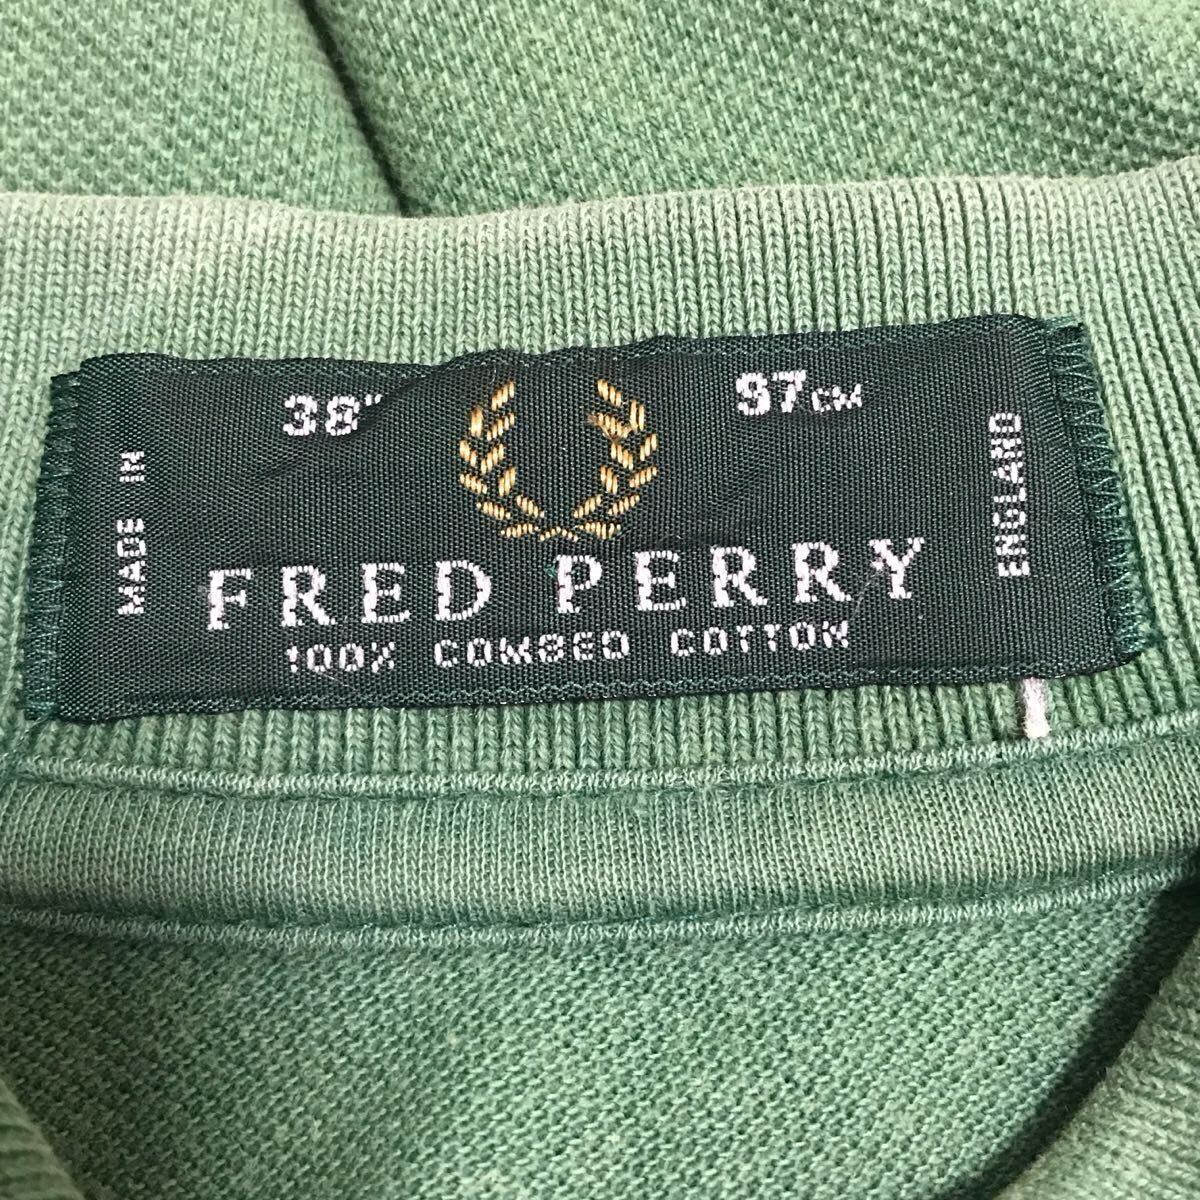 38" 97CM
MADE IN
ENGLAND
FRED PERRY
100% COMBED COTTON